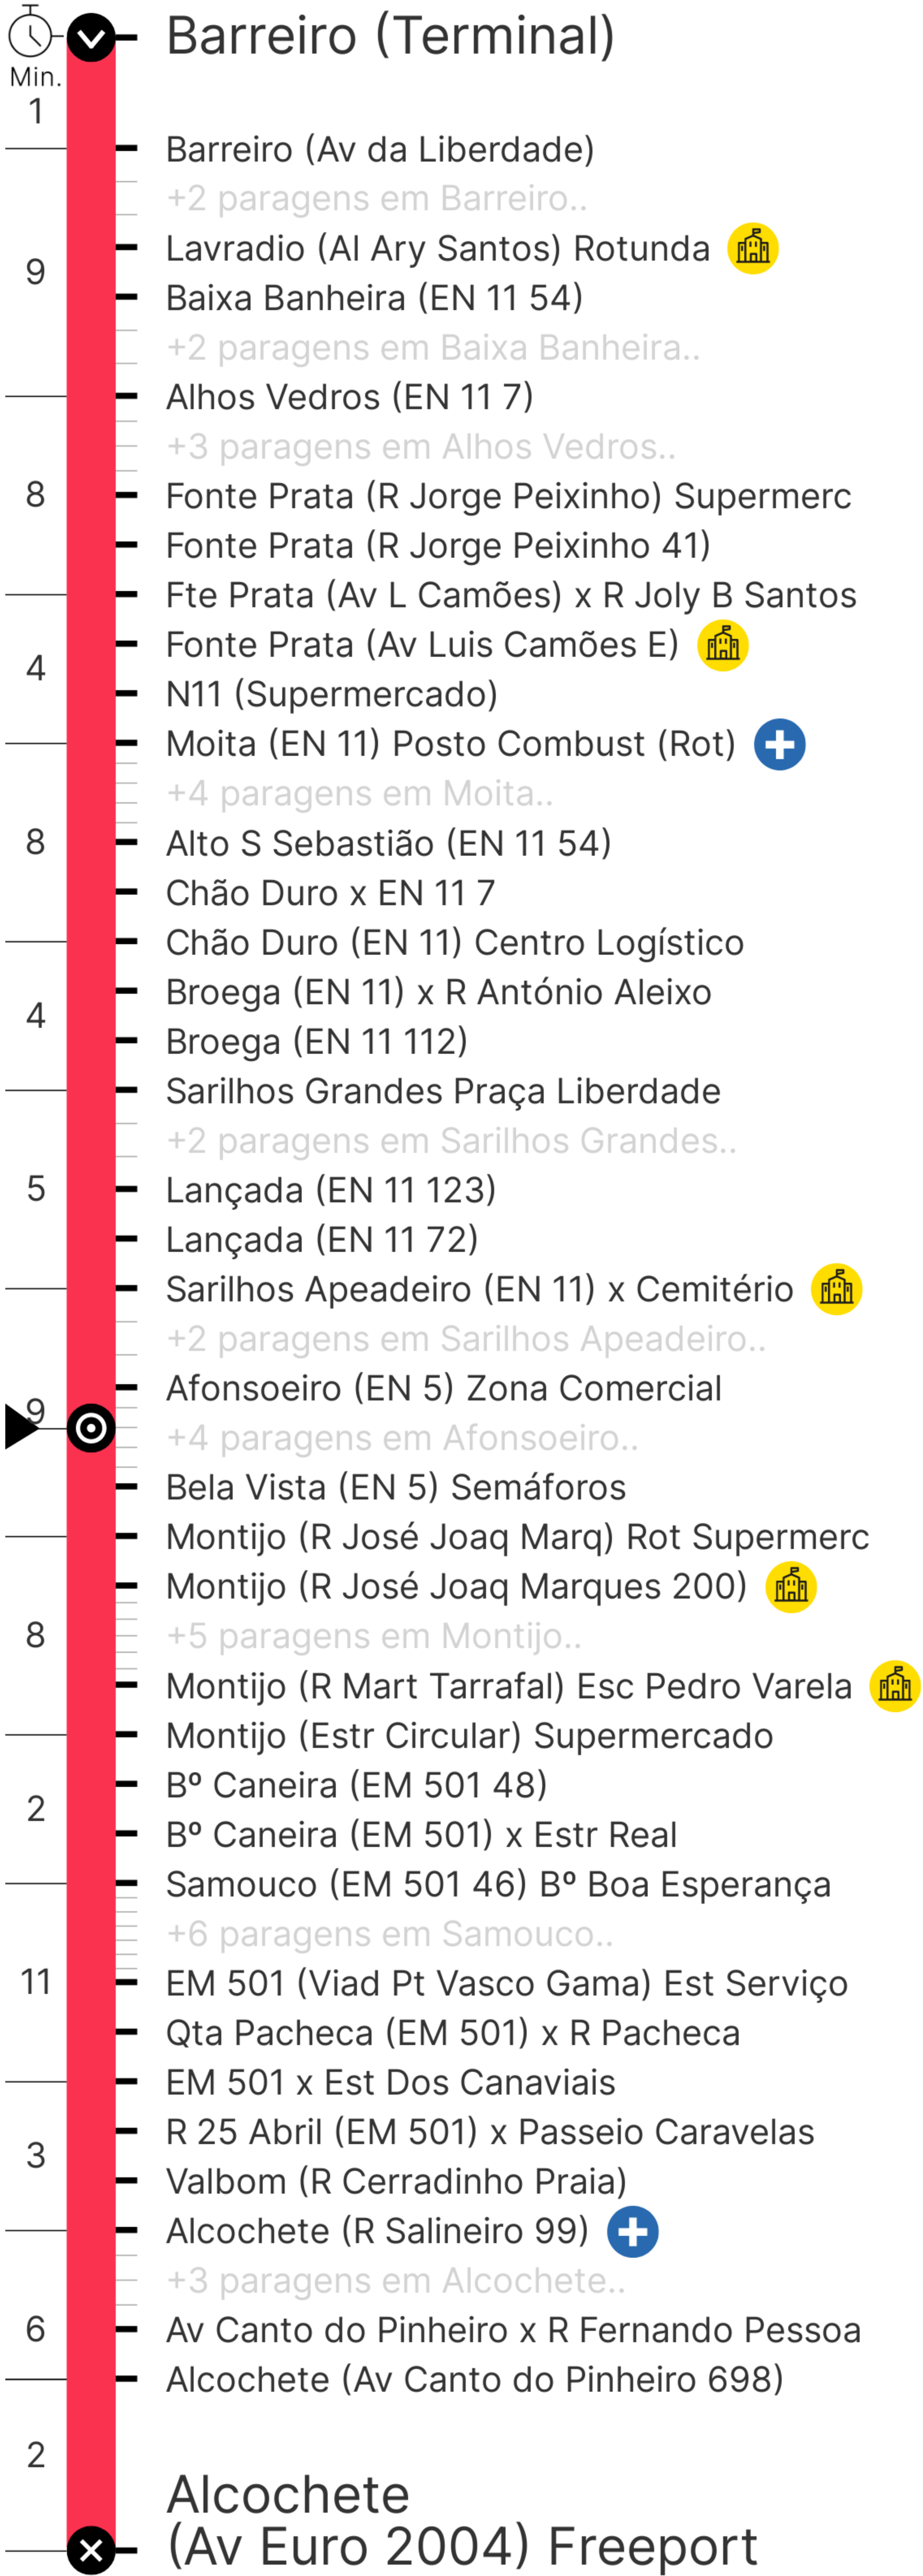 Barreiro (Terminal)
Min.
1
Barreiro (Av da Liberdade)
+2 paragens em Barreiro..
Lavradio (Al Ary Santos) Rotunda
9
Baixa Banheira (EN 11 54)
+2 paragens em Baixa Banheira..
Alhos Vedros (EN 11 7)
+3 paragens em Alhos Vedros..
8
Fonte Prata (R Jorge Peixinho) Supermerc
Fonte Prata (R Jorge Peixinho 41)
Fte Prata (Av L Camões) x R Joly B Santos
Fonte Prata (Av Luis Camões E)
4
N11 (Supermercado)
Moita (EN 11) Posto Combust (Rot)
+4 paragens em Moita..
8
Alto S Sebastião (EN 11 54)
Chão Duro x EN 11 7
Chão Duro (EN 11) Centro Logístico
Broega (EN 11) x R António Aleixo
4
Broega (EN 11 112)
Sarilhos Grandes Praça Liberdade
+2 paragens em Sarilhos Grandes..
5
Lançada (EN 11 123)
Lançada (EN 11 72)
Sarilhos Apeadeiro (EN 11) x Cemitério
+2 paragens em Sarilhos Apeadeiro..
Afonsoeiro (EN 5) Zona Comercial
9
+4 paragens em Afonsoeiro..
Bela Vista (EN 5) Semáforos
Montijo (R José Joaq Marq) Rot Supermerc
Montijo (R José Joaq Marques 200)
8
+5 paragens em Montijo..
Montijo (R Mart Tarrafal) Esc Pedro Varela
Montijo (Estr Circular) Supermercado
Bº Caneira (EM 501 48)
2
Bº Caneira (EM 501) x Estr Real
Samouco (EM 501 46) Bº Boa Esperança
+6 paragens em Samouco..
11
EM 501 (Viad Pt Vasco Gama) Est Serviço
Qta Pacheca (EM 501) x R Pacheca
EM 501 x Est Dos Canaviais
R 25 Abril (EM 501) x Passeio Caravelas
3
Valbom (R Cerradinho Praia)
Alcochete (R Salineiro 99)
+3 paragens em Alcochete..
6
Av Canto do Pinheiro x R Fernando Pessoa
Alcochete (Av Canto do Pinheiro 698)
2
Alcochete
(Av Euro 2004) Freeport